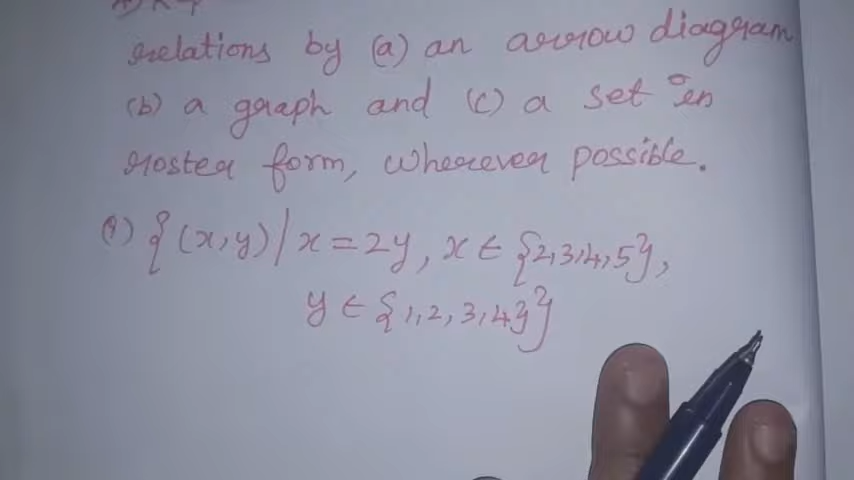 relations by (a) an arrow diagram
(b) a graph and (c) a set in
roster form, wherever possible.
(i) {(x,y) / x = 2y, x ∈ {2,3,4,5},
y ∈ {1,2,3,4}}